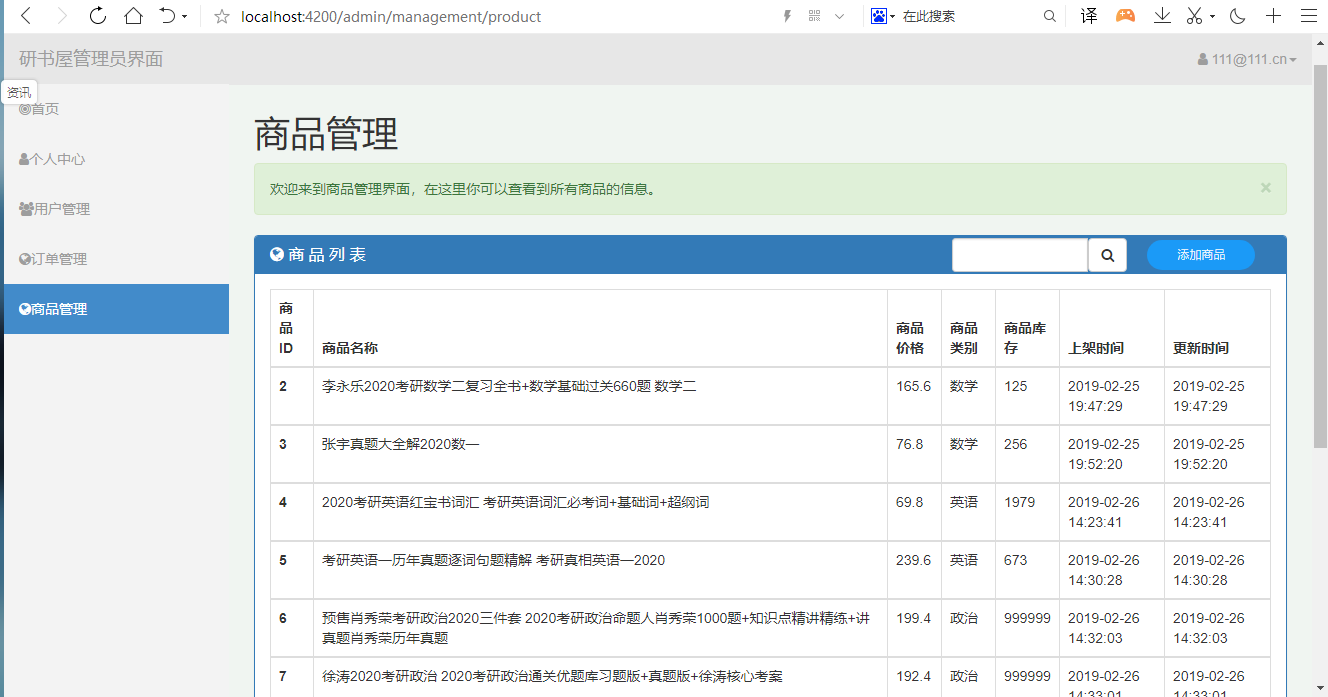 localhost:4200/admin/management/product
在此搜索
译
研书屋管理员界面
111@111.cn
资讯
首页
个人中心
用户管理
订单管理
商品管理
商品管理
欢迎来到商品管理界面，在这里你可以查看到所有商品的信息。
×
商品列表
添加商品
商品ID 商品名称 商品价格 商品类别 商品库存 上架时间 更新时间
2 李永乐2020考研数学二复习全书+数学基础过关660题 数学二 165.6 数学 125 2019-02-25 19:47:29 2019-02-25 19:47:29
3 张宇真题大全解2020数一 76.8 数学 256 2019-02-25 19:52:20 2019-02-25 19:52:20
4 2020考研英语红宝书词汇 考研英语词汇必考词+基础词+超纲词 69.8 英语 1979 2019-02-26 14:23:41 2019-02-26 14:23:41
5 考研英语一历年真题逐词句题精解 考研真相英语一2020 239.6 英语 673 2019-02-26 14:30:28 2019-02-26 14:30:28
6 预售肖秀荣考研政治2020三件套 2020考研政治命题人肖秀荣1000题+知识点精讲精练+讲真题肖秀荣历年真题 199.4 政治 999999 2019-02-26 14:32:03 2019-02-26 14:32:03
7 徐涛2020考研政治 2020考研政治通关优题库习题版+真题版+徐涛核心考案 192.4 政治 999999 2019-02-26 14:33:01 2019-02-26 14:33:01